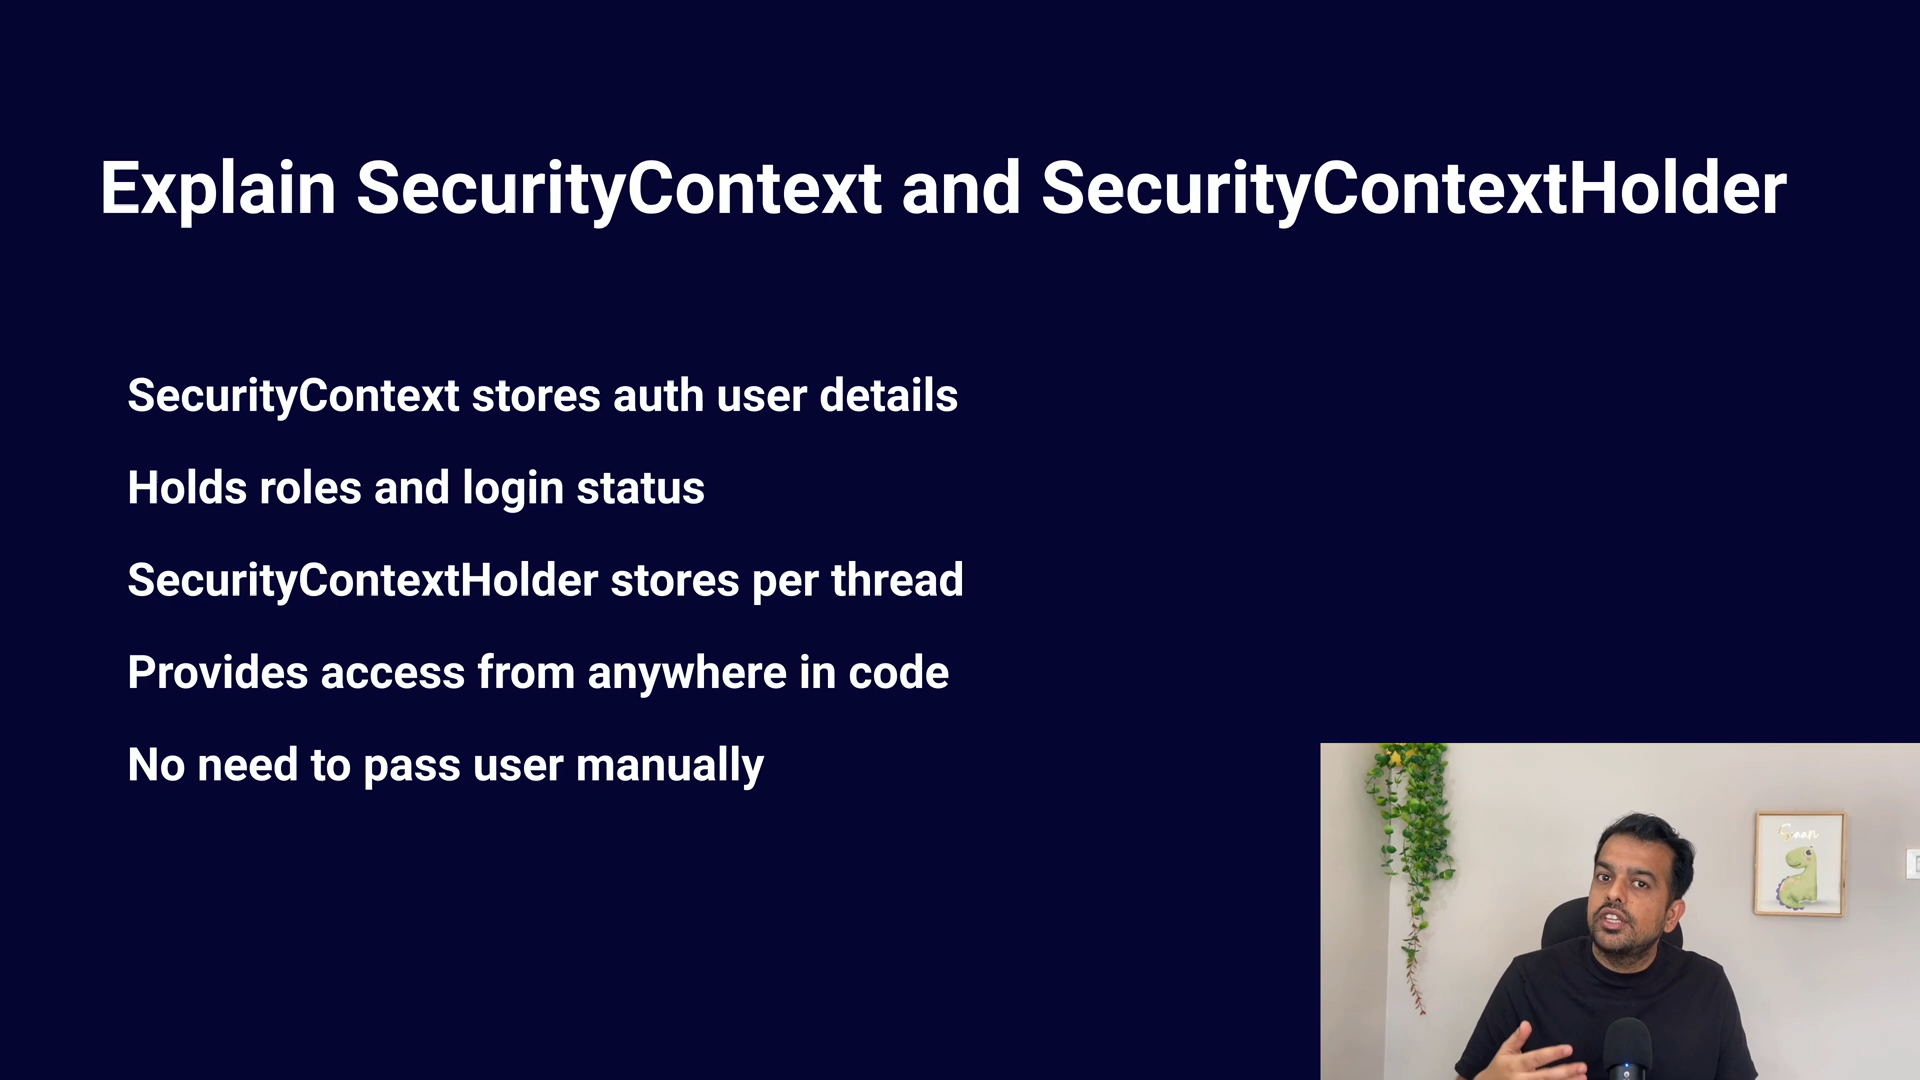 Explain SecurityContext and SecurityContextHolder
SecurityContext stores auth user details
Holds roles and login status
SecurityContextHolder stores per thread
Provides access from anywhere in code
No need to pass user manually